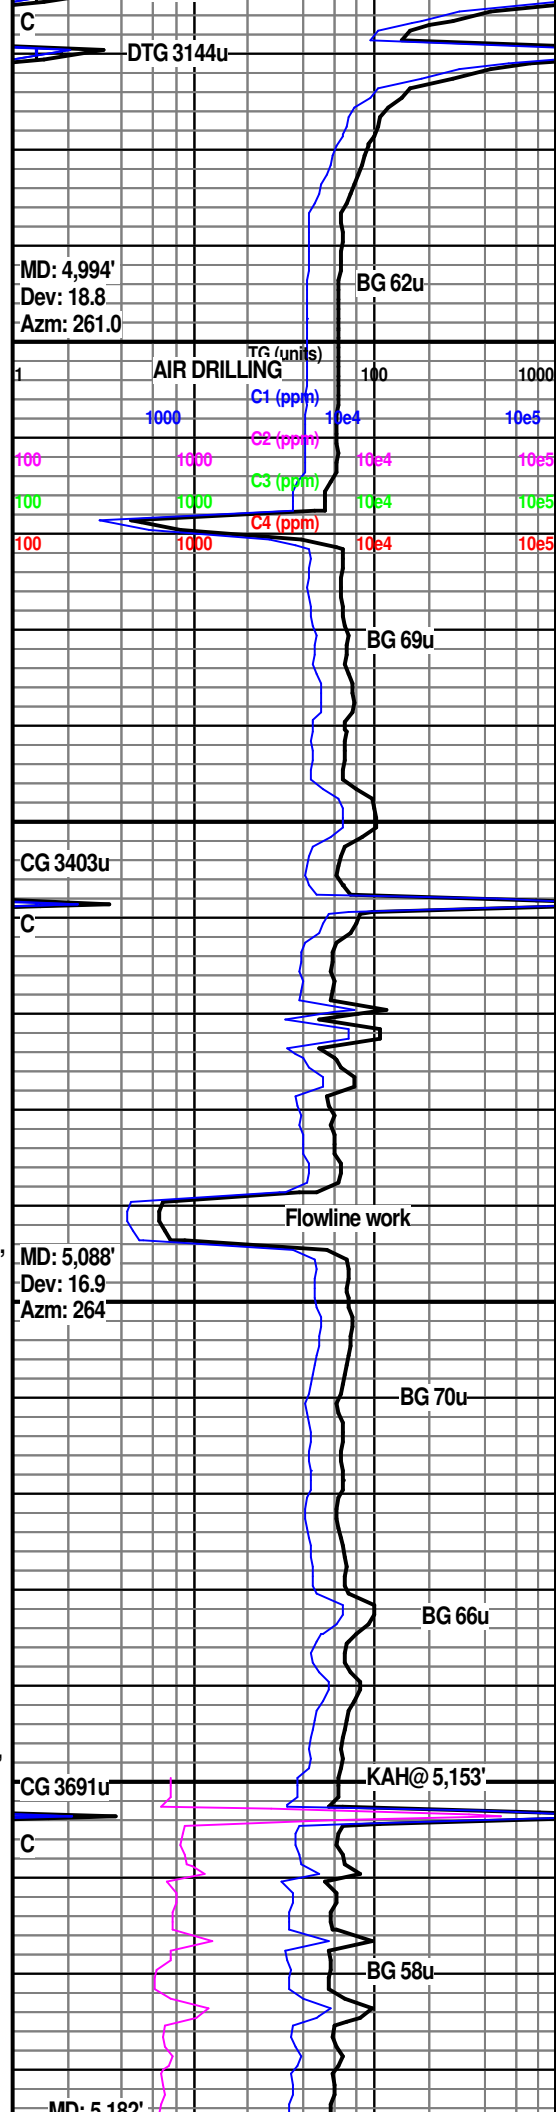 C
DTG 3144u
MD: 4,994'
BG 62u
Dev: 18.8
Azm: 261.0
TG (units)
1 AIR DRILLING 100 1000
C1 (ppm)
1000 10e4 10e5
C2 (ppm)
100 1000 10e4 10e5
C3 (ppm)
100 1000 10e4 10e5
C4 (ppm)
100 1000 10e4 10e5
BG 69u
CG 3403u
C
Flowline work
MD: 5,088'
Dev: 16.9
Azm: 264
BG 70u
BG 66u
KAH@ 5,153'
CG 3691u
C
BG 58u
MD: 5,182'